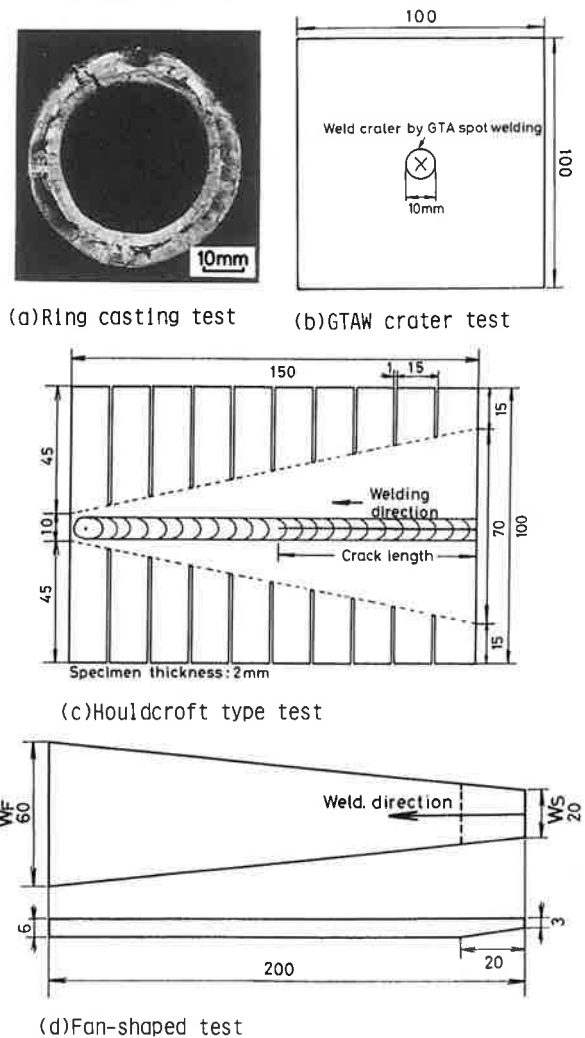 100
Weld crater by GTA spot welding
10mm
100
10mm
(a)Ring casting test
(b)GTAW crater test
150
1 15
45
15
Welding
direction
10
70
100
Crack length
45
15
Specimen thickness:2mm
(c)Houldcroft type test
WF
60
Weld. direction
WS
20
6
3
20
200
(d)Fan-shaped test